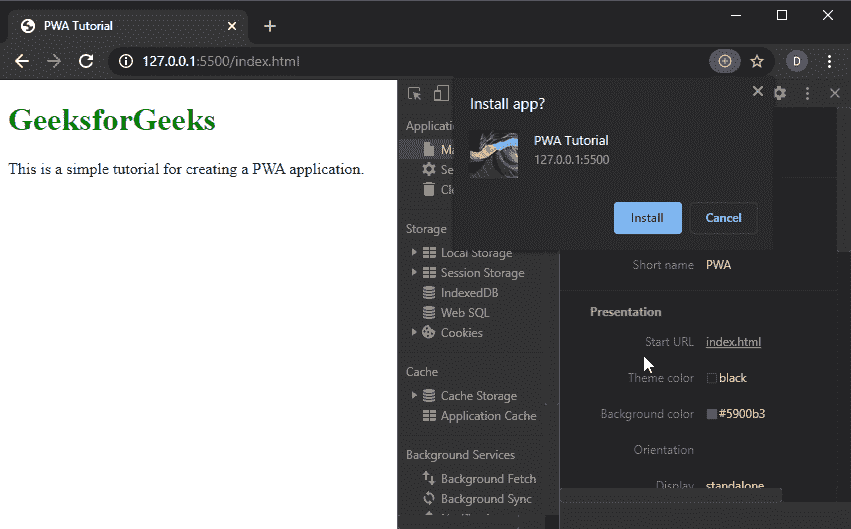 PWA Tutorial
127.0.0.1:5500/index.html
D
GeeksforGeeks
This is a simple tutorial for creating a PWA application.
Install app?
PWA Tutorial
127.0.0.1:5500
Install
Cancel
Applicati
Ma
Se
Cle
Storage
Local Storage
Session Storage
IndexedDB
Web SQL
Cookies
Cache
Cache Storage
Application Cache
Background Services
Background Fetch
Background Sync
Short name PWA
Presentation
Start URL index.html
Theme color black
Background color #5900b3
Orientation
Display standalone